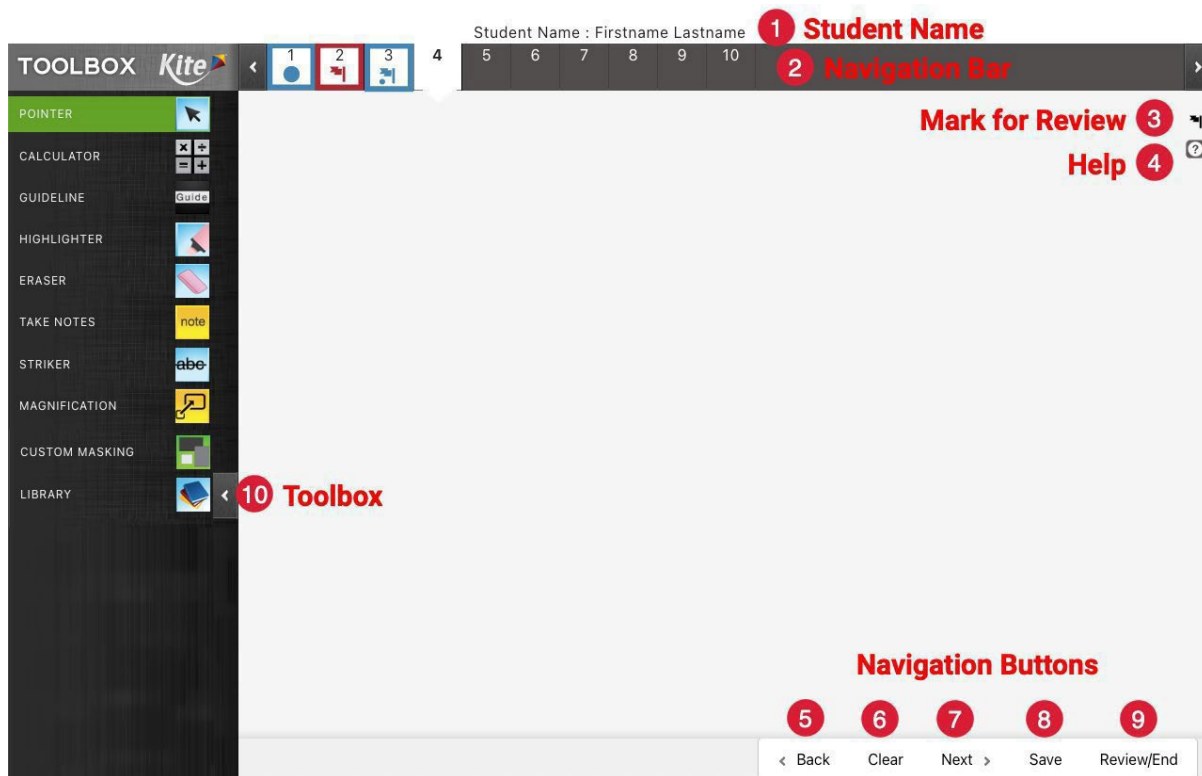 Student Name : Firstname Lastname 1 Student Name
TOOLBOX Kite 1 2 3 4 5 6 7 8 9 10 2 Navigation Bar
POINTER
Mark for Review 3
CALCULATOR × ÷ = +
Help 4 ?
GUIDELINE Guide
HIGHLIGHTER
ERASER
TAKE NOTES note
STRIKER abc
MAGNIFICATION
CUSTOM MASKING
LIBRARY
10 Toolbox
Navigation Buttons
5 6 7 8 9
‹ Back Clear Next › Save Review/End